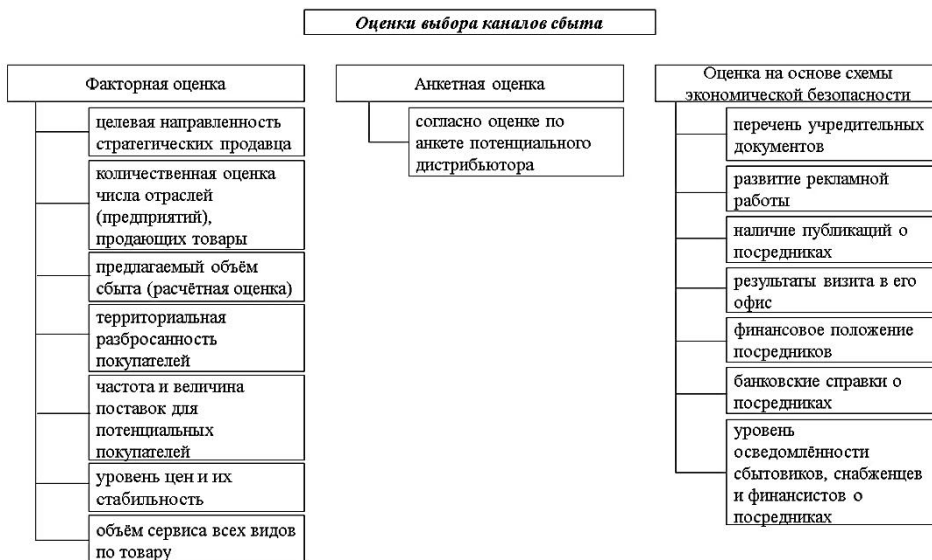 Оценки выбора каналов сбыта
Факторная оценка
целевая направленность
стратегических продавца
количественная оценка
числа отраслей
(предприятий),
продающих товары
предлагаемый объём
сбыта (расчётная оценка)
территориальная
разбросанность
покупателей
частота и величина
поставок для
потенциальных
покупателей
уровень цен и их
стабильность
объём сервиса всех видов
по товару
Анкетная оценка
согласно оценке по
анкете потенциального
дистрибьютора
Оценка на основе схемы
экономической безопасности
перечень учредительных
документов
развитие рекламной
работы
наличие публикаций о
посредниках
результаты визита в его
офис
финансовое положение
посредников
банковские справки о
посредниках
уровень
осведомлённости
сбытовиков, снабженцев
и финансистов о
посредниках